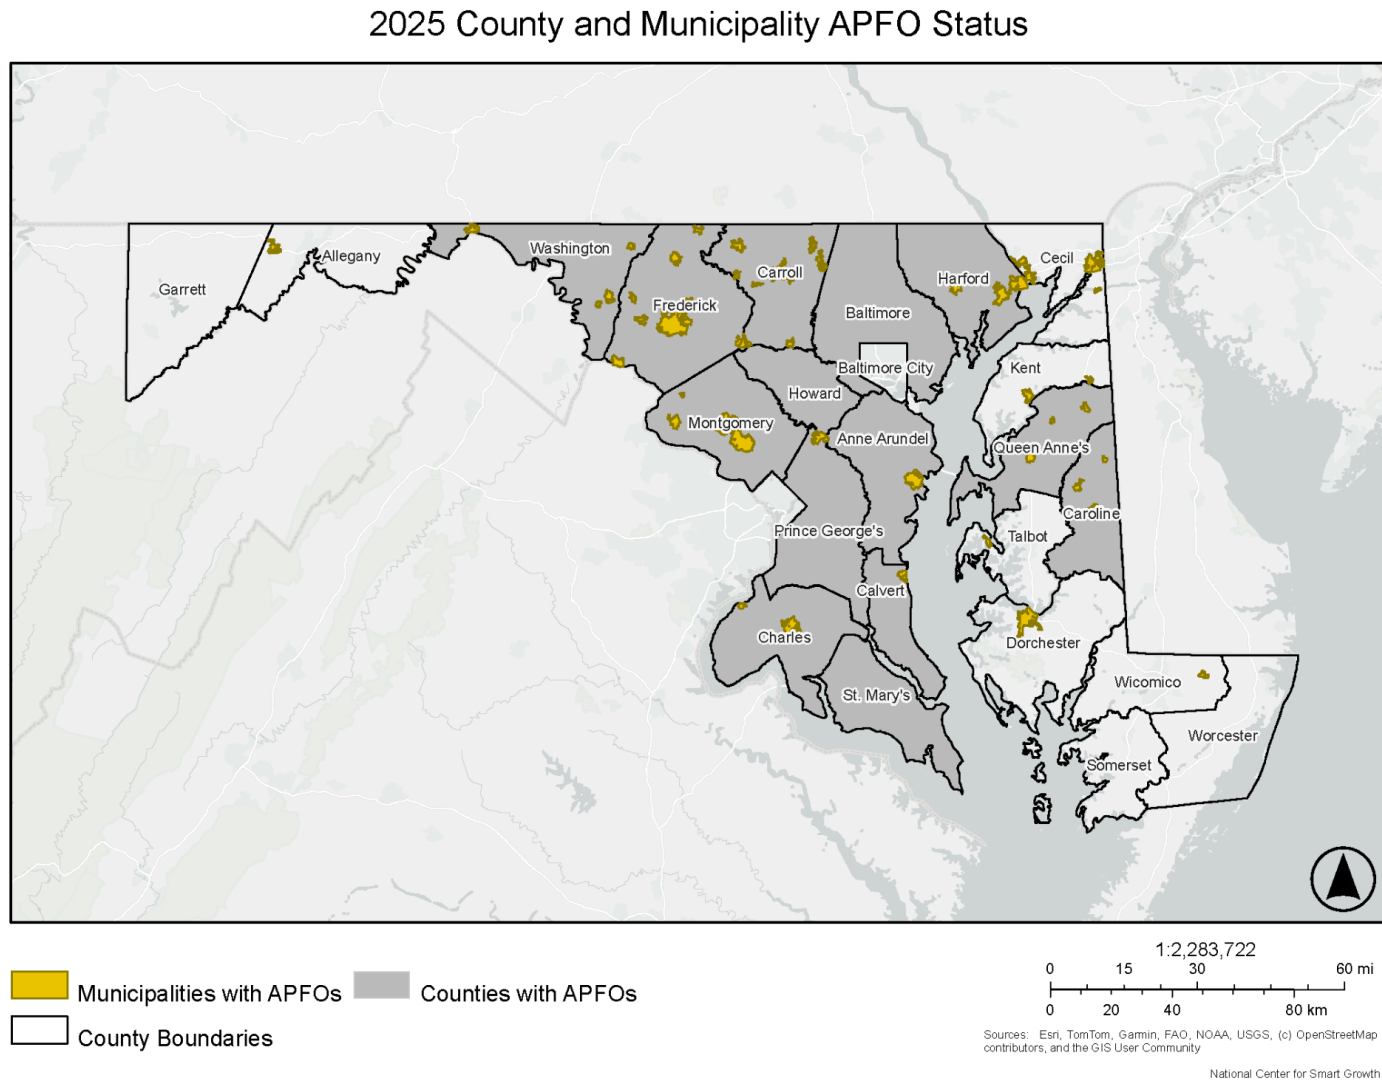 2025 County and Municipality APFO Status
Garrett
Allegany
Washington
Frederick
Carroll
Baltimore
Harford
Cecil
Baltimore City
Howard
Kent
Montgomery
Anne Arundel
Queen Anne's
Prince George's
Caroline
Talbot
Calvert
Charles
Dorchester
St. Mary's
Wicomico
Worcester
Somerset
Municipalities with APFOs
Counties with APFOs
County Boundaries
1:2,283,722
0 15 30 60 mi
0 20 40 80 km
Sources: Esri, TomTom, Garmin, FAO, NOAA, USGS, (c) OpenStreetMap
contributors, and the GIS User Community
National Center for Smart Growth